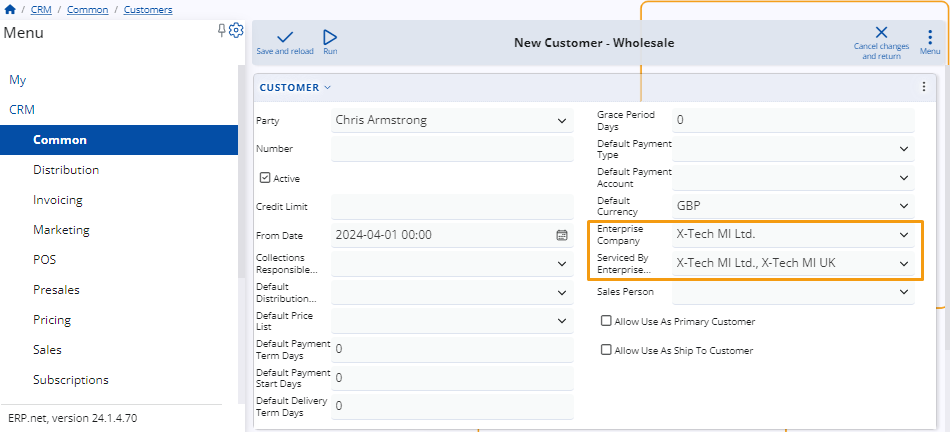 / CRM / Common / Customers
Menu
My
CRM
Common
Distribution
Invoicing
Marketing
POS
Presales
Pricing
Sales
Subscriptions
ERP.net, version 24.1.4.70
Save and reload
Run
New Customer - Wholesale
Cancel changes
and return
Menu
CUSTOMER
Party
Chris Armstrong
Number
Active
Credit Limit
From Date
2024-04-01 00:00
Collections
Responsible...
Default
Distribution...
Default Price
List
Default Payment
Term Days
0
Default Payment
Start Days
0
Default Delivery
Term Days
0
Grace Period
Days
0
Default Payment
Type
Default Payment
Account
Default
Currency
GBP
Enterprise
Company
X-Tech MI Ltd.
Serviced By
Enterprise...
X-Tech MI Ltd., X-Tech MI UK
Sales Person
Allow Use As Primary Customer
Allow Use As Ship To Customer